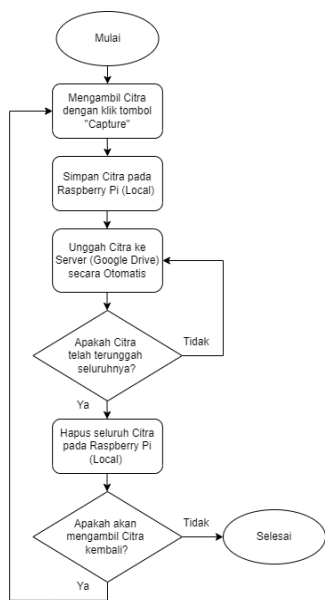 Mulai
Mengambil Citra
dengan klik tombol
"Capture"
Simpan Citra pada
Raspberry Pi (Local)
Unggah Citra ke
Server (Google Drive)
secara Otomatis
Apakah Citra
telah terunggah
seluruhnya?
Tidak
Ya
Hapus seluruh Citra
pada Raspberry Pi
(Local)
Apakah akan
mengambil Citra
kembali?
Tidak
Selesai
Ya